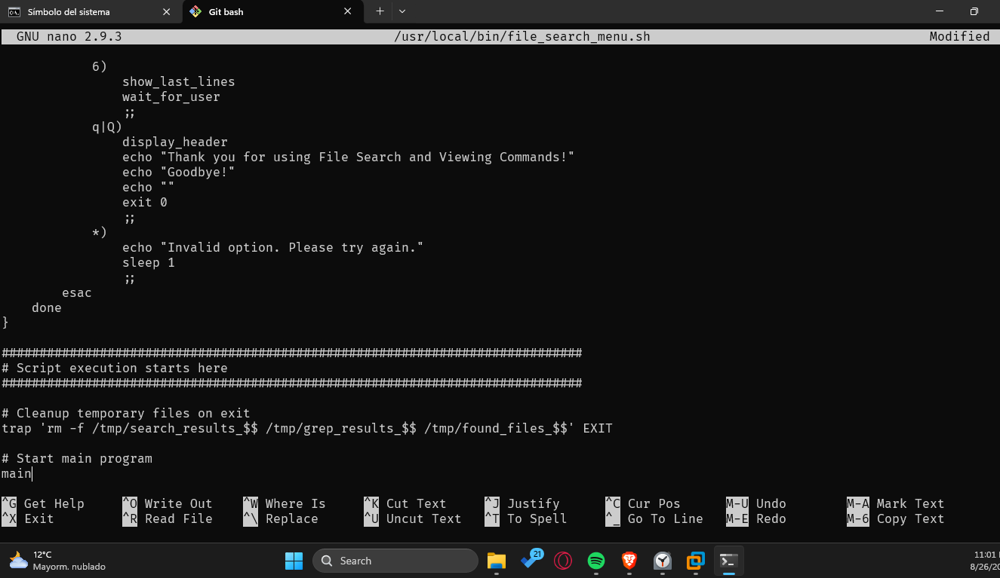 Símbolo del sistema
Git bash
GNU nano 2.9.3 /usr/local/bin/file_search_menu.sh Modified
6)
show_last_lines
wait_for_user
;;
q|Q)
display_header
echo "Thank you for using File Search and Viewing Commands!"
echo "Goodbye!"
echo ""
exit 0
;;
*)
echo "Invalid option. Please try again."
sleep 1
;;
esac
done
}
#############################################################################
# Script execution starts here
#############################################################################
# Cleanup temporary files on exit
trap 'rm -f /tmp/search_results_$$ /tmp/grep_results_$$ /tmp/found_files_$$' EXIT
# Start main program
main
^G Get Help ^O Write Out ^W Where Is ^K Cut Text ^J Justify ^C Cur Pos M-U Undo M-A Mark Text
^X Exit ^R Read File ^\ Replace ^U Uncut Text ^T To Spell ^_ Go To Line M-E Redo M-6 Copy Text
12°C
Mayorm. nublado
Search
21
11:01
8/26/20